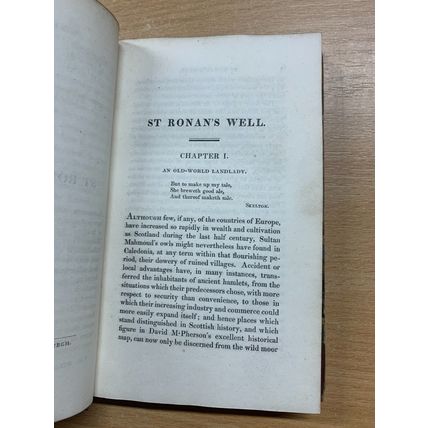 ST RONAN'S WELL.
CHAPTER I.
AN OLD-WORLD LANDLADY.
But to make up my tale,
She breweth good ale,
And thereof maketh sale.
SKELTON.
ALTHOUGH few, if any, of the countries of Europe,
have increased so rapidly in wealth and cultivation
as Scotland during the last half century, Sultan
Mahmoud's owls might nevertheless have found in
Caledonia, at any term within that flourishing pe-
riod, their dowery of ruined villages. Accident or
local advantages have, in many instances, trans-
ferred the inhabitants of ancient hamlets, from the
situations which their predecessors chose, with more
respect to security than convenience, to those in
which their increasing industry and commerce could
more easily expand itself; and hence places which
stand distinguished in Scottish history, and which
figure in David M'Pherson's excellent historical
map, can now only be discerned from the wild moor